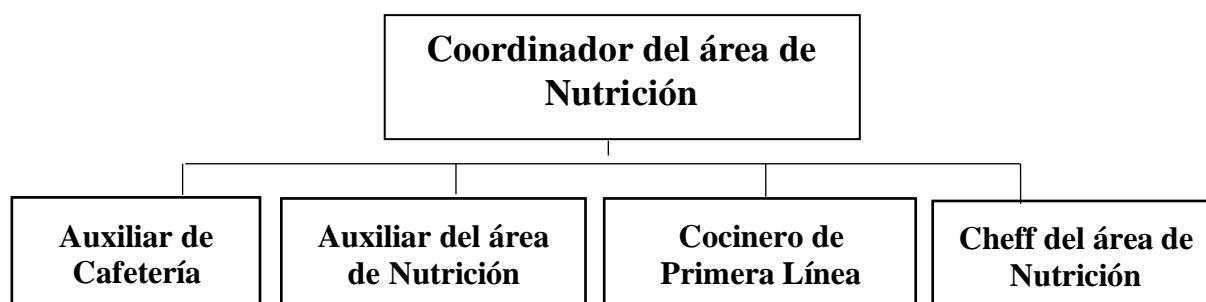 Coordinador del área de
Nutrición
Auxiliar de
Cafetería
Auxiliar del área
de Nutrición
Cocinero de
Primera Línea
Cheff del área de
Nutrición